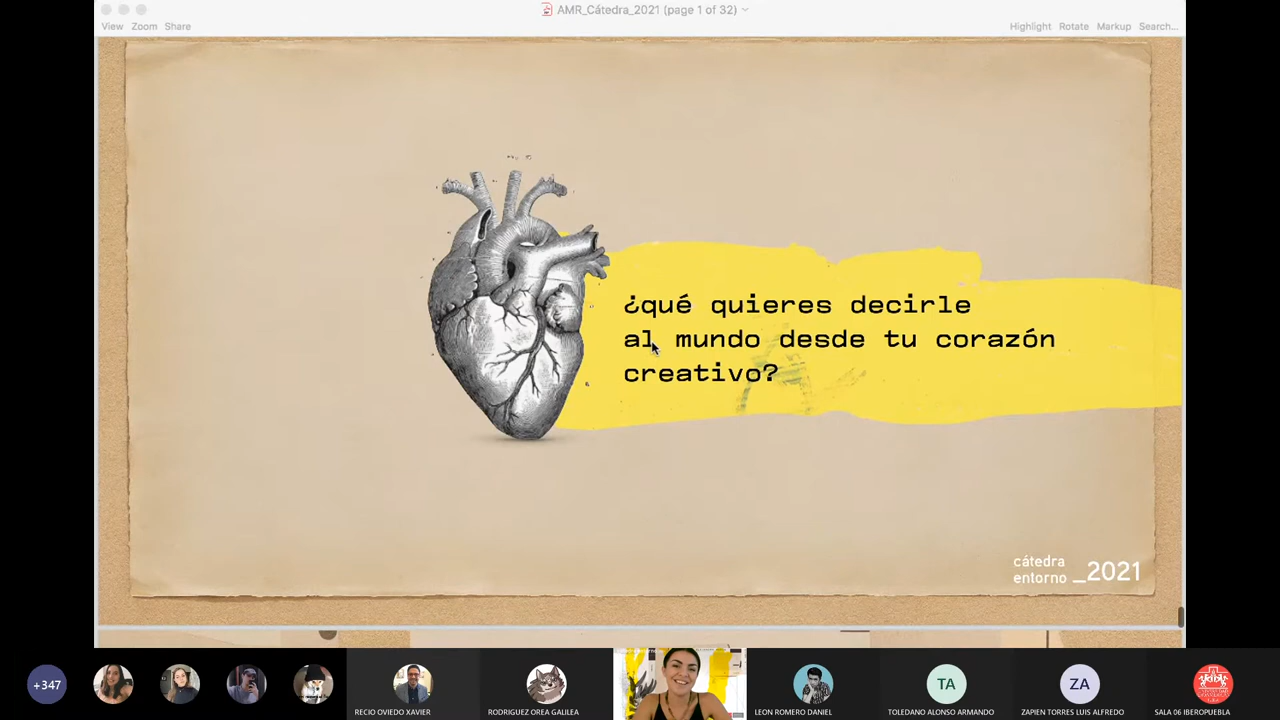 AMR_Cátedra_2021 (page 1 of 32)
View Zoom Share
Highlight Rotate Markup Search...
¿qué quieres decirle
al mundo desde tu corazón
creativo?
cátedra
entorno _2021
+347
RECIO OVIEDO XAVIER
RODRIGUEZ OREA GALILEA
LEON ROMERO DANIEL
TA
TOLEDANO ALONSO ARMANDO
ZA
ZAPIEN TORRES LUIS ALFREDO
SALA 06 IBEROPUEBLA